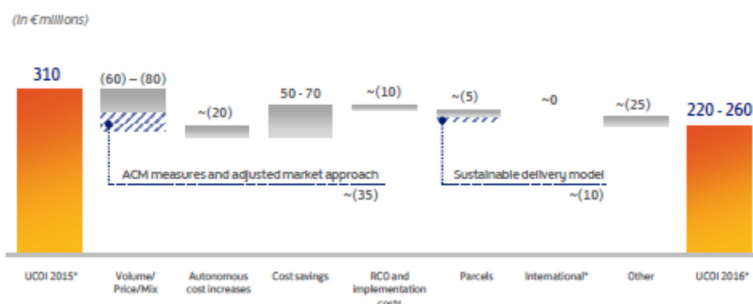 (In € millions)
310
(60) – (80)
~(20)
50 - 70
~(10)
~(5)
~0
~(25)
220 - 260
ACM measures and adjusted market approach
~(35)
Sustainable delivery model
~(10)
UCOI 2015*
Volume/
Price/Mix
Autonomous
cost increases
Cost savings
RCO and
implementation
costs
Parcels
International*
Other
UCOI 2016*